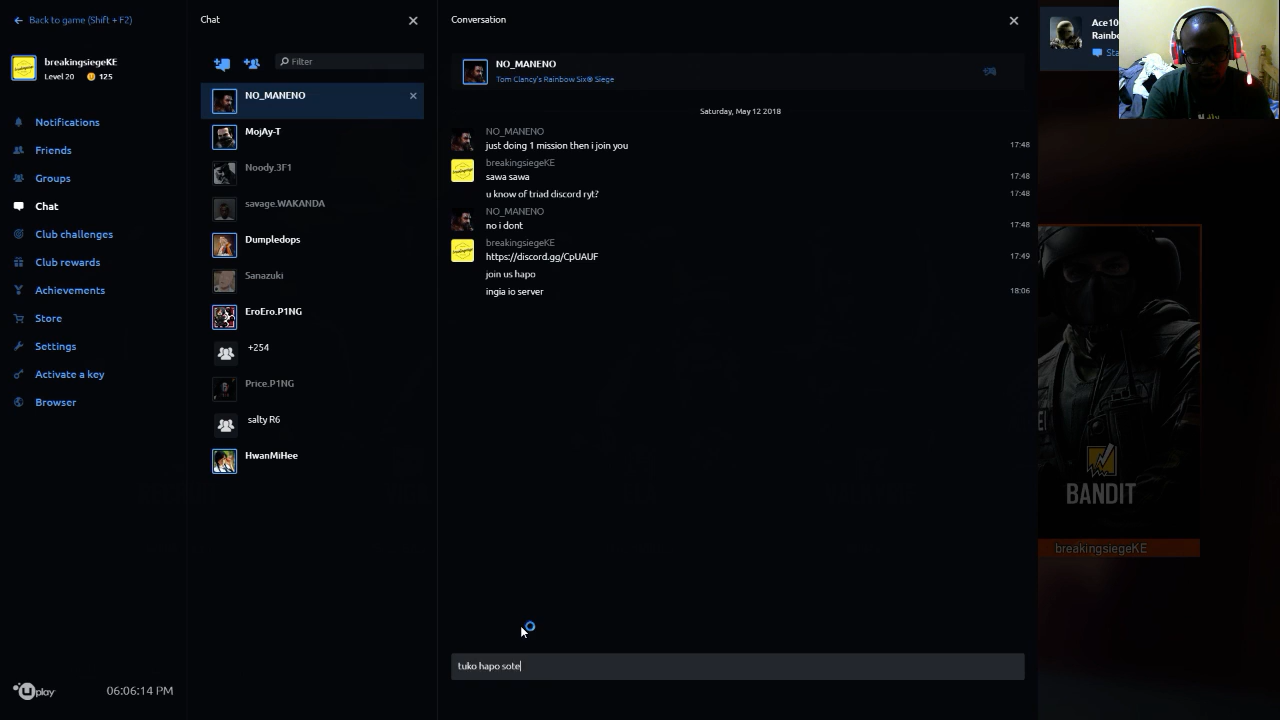 Back to game (Shift + F2)
breakingsiegeKE
Level 20 125
Notifications
Friends
Groups
Chat
Club challenges
Club rewards
Achievements
Store
Settings
Activate a key
Browser
uplay 06:06:14 PM
Chat
Filter
NO_MANENO
MojAy-T
Noody.3F1
savage.WAKANDA
Dumpledops
Sanazuki
EroEro.P1NG
+254
Price.P1NG
salty R6
HwanMiHee
Conversation
NO_MANENO
Tom Clancy's Rainbow Six® Siege
Saturday, May 12 2018
NO_MANENO
just doing 1 mission then i join you 17:48
breakingsiegeKE
sawa sawa 17:48
u know of triad discord ryt? 17:48
NO_MANENO
no i dont 17:48
breakingsiegeKE
https://discord.gg/CpUAUF 17:49
join us hapo
ingia io server 18:06
tuko hapo sote
Ace10
Rainb
Sta
BANDIT
breakingsiegeKE